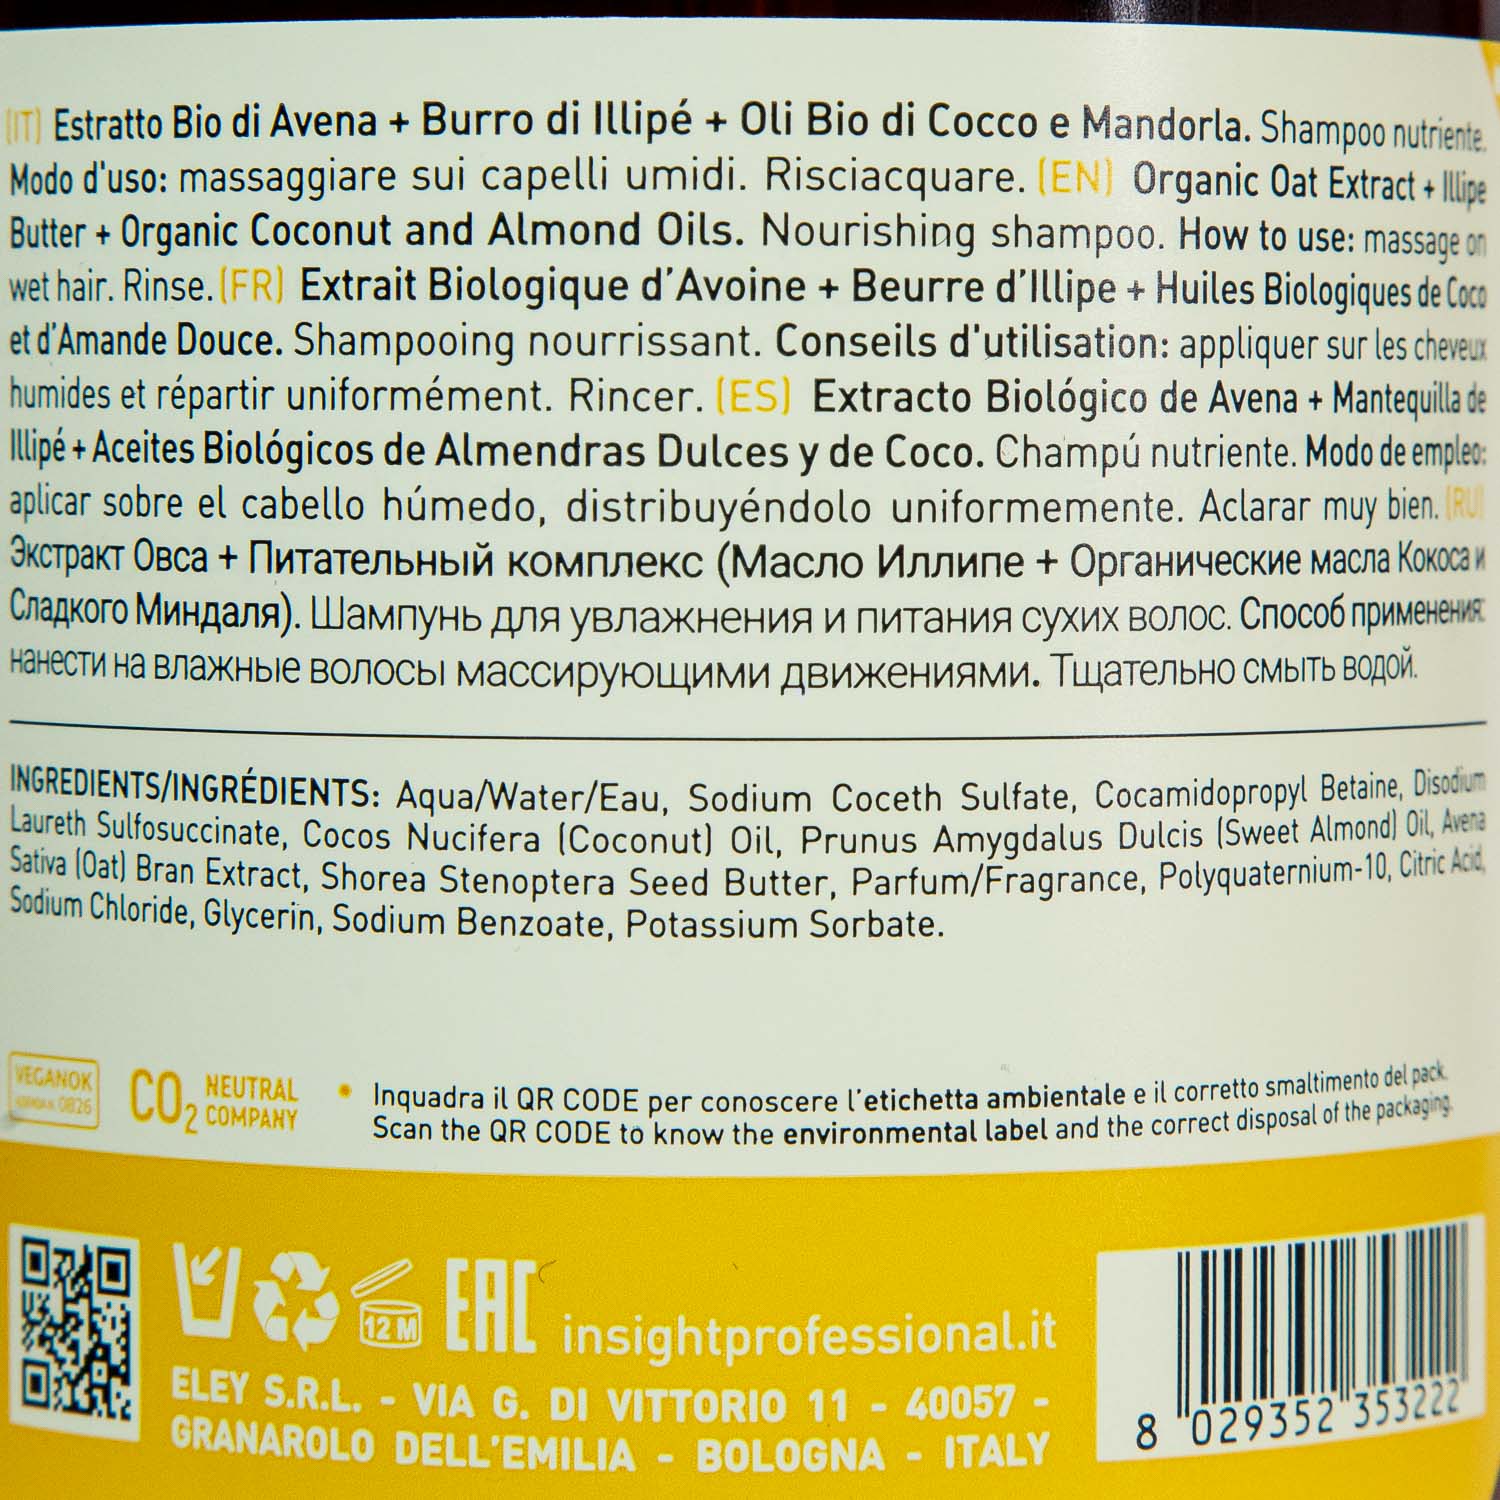 (IT) Estratto Bio di Avena + Burro di Illipé + Oli Bio di Cocco e Mandorla. Shampoo nutriente.
Modo d'uso: massaggiare sui capelli umidi. Risciacquare. (EN) Organic Oat Extract + Illipe
Butter + Organic Coconut and Almond Oils. Nourishing shampoo. How to use: massage on
wet hair. Rinse. (FR) Extrait Biologique d'Avoine + Beurre d'Illipe + Huiles Biologiques de Coco
et d'Amande Douce. Shampooing nourrissant. Conseils d'utilisation: appliquer sur les cheveux
humides et répartir uniformément. Rincer. (ES) Extracto Biológico de Avena + Mantequilla de
Illipé + Aceites Biológicos de Almendras Dulces y de Coco. Champú nutriente. Modo de empleo:
aplicar sobre el cabello húmedo, distribuyéndolo uniformemente. Aclarar muy bien. (RU)
Экстракт Овса + Питательный комплекс (Масло Иллипе + Органические масла Кокоса и
Сладкого Миндаля). Шампунь для увлажнения и питания сухих волос. Способ применения:
нанести на влажные волосы массирующими движениями. Тщательно смыть водой.
INGREDIENTS/INGRÉDIENTS: Aqua/Water/Eau, Sodium Coceth Sulfate, Cocamidopropyl Betaine, Disodium
Laureth Sulfosuccinate, Cocos Nucifera (Coconut) Oil, Prunus Amygdalus Dulcis (Sweet Almond) Oil, Avena
Sativa (Oat) Bran Extract, Shorea Stenoptera Seed Butter, Parfum/Fragrance, Polyquaternium-10, Citric Acid,
Sodium Chloride, Glycerin, Sodium Benzoate, Potassium Sorbate.
VEGANOK
0826
CO2 NEUTRAL
COMPANY
• Inquadra il QR CODE per conoscere l'etichetta ambientale e il corretto smaltimento del pack.
Scan the QR CODE to know the environmental label and the correct disposal of the packaging.
12 M
EAC
insightprofessional.it
ELEY S.R.L. - VIA G. DI VITTORIO 11 - 40057 -
GRANAROLO DELL'EMILIA - BOLOGNA - ITALY
8 029352 353222